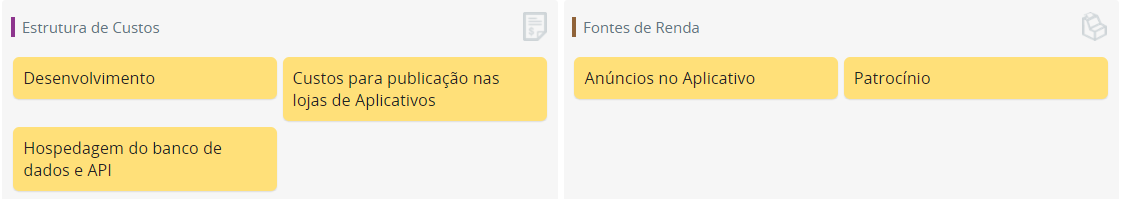 Estrutura de Custos
Desenvolvimento
Custos para publicação nas
lojas de Aplicativos
Hospedagem do banco de
dados e API
Fontes de Renda
Anúncios no Aplicativo
Patrocínio